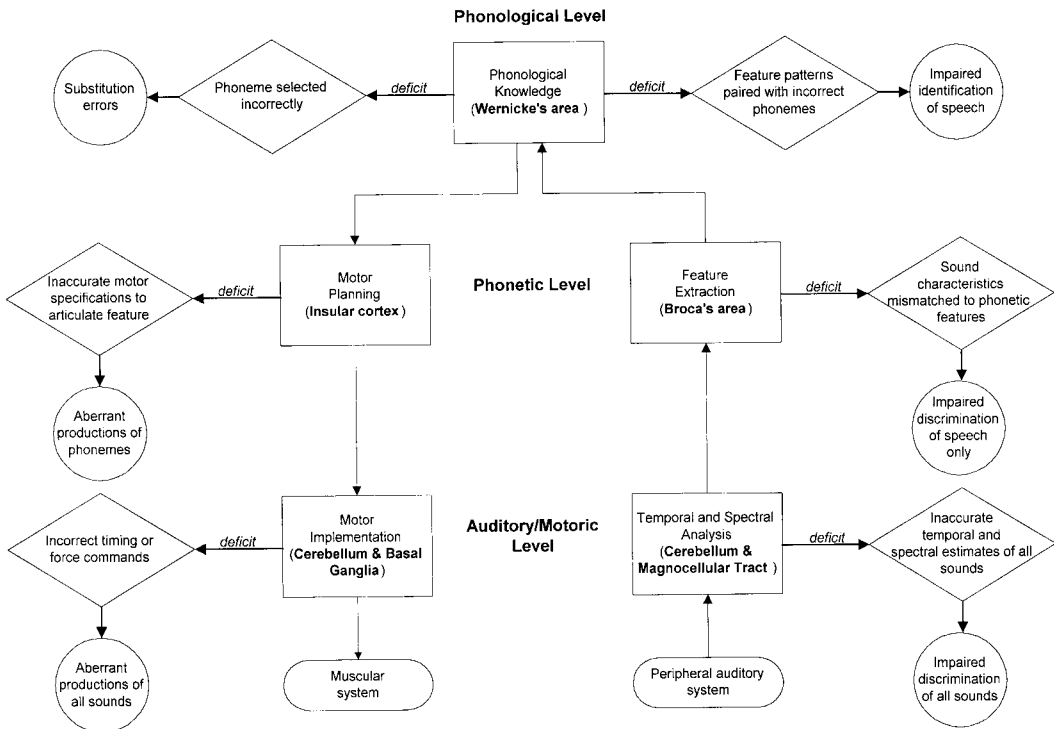 Phonological Level
Substitution
errors
Phoneme selected
incorrectly
deficit
Phonological
Knowledge
(Wernicke's area )
deficit
Feature patterns
paired with incorrect
phonemes
Impaired
identification
of speech
Inaccurate motor
specifications to
articulate feature
deficit
Motor
Planning
(Insular cortex )
Phonetic Level
Feature
Extraction
(Broca's area )
deficit
Sound
characteristics
mismatched to phonetic
features
Aberrant
productions of
phonemes
Impaired
discrimination
of speech
only
Incorrect timing or
force commands
deficit
Motor
Implementation
(Cerebellum & Basal
Ganglia )
Auditory/Motoric
Level
Temporal and Spectral
Analysis
(Cerebellum &
Magnocellular Tract )
deficit
Inaccurate
temporal and
spectral estimates of all
sounds
Aberrant
productions of
all sounds
Muscular
system
Peripheral auditory
system
Impaired
discrimination
of all sounds